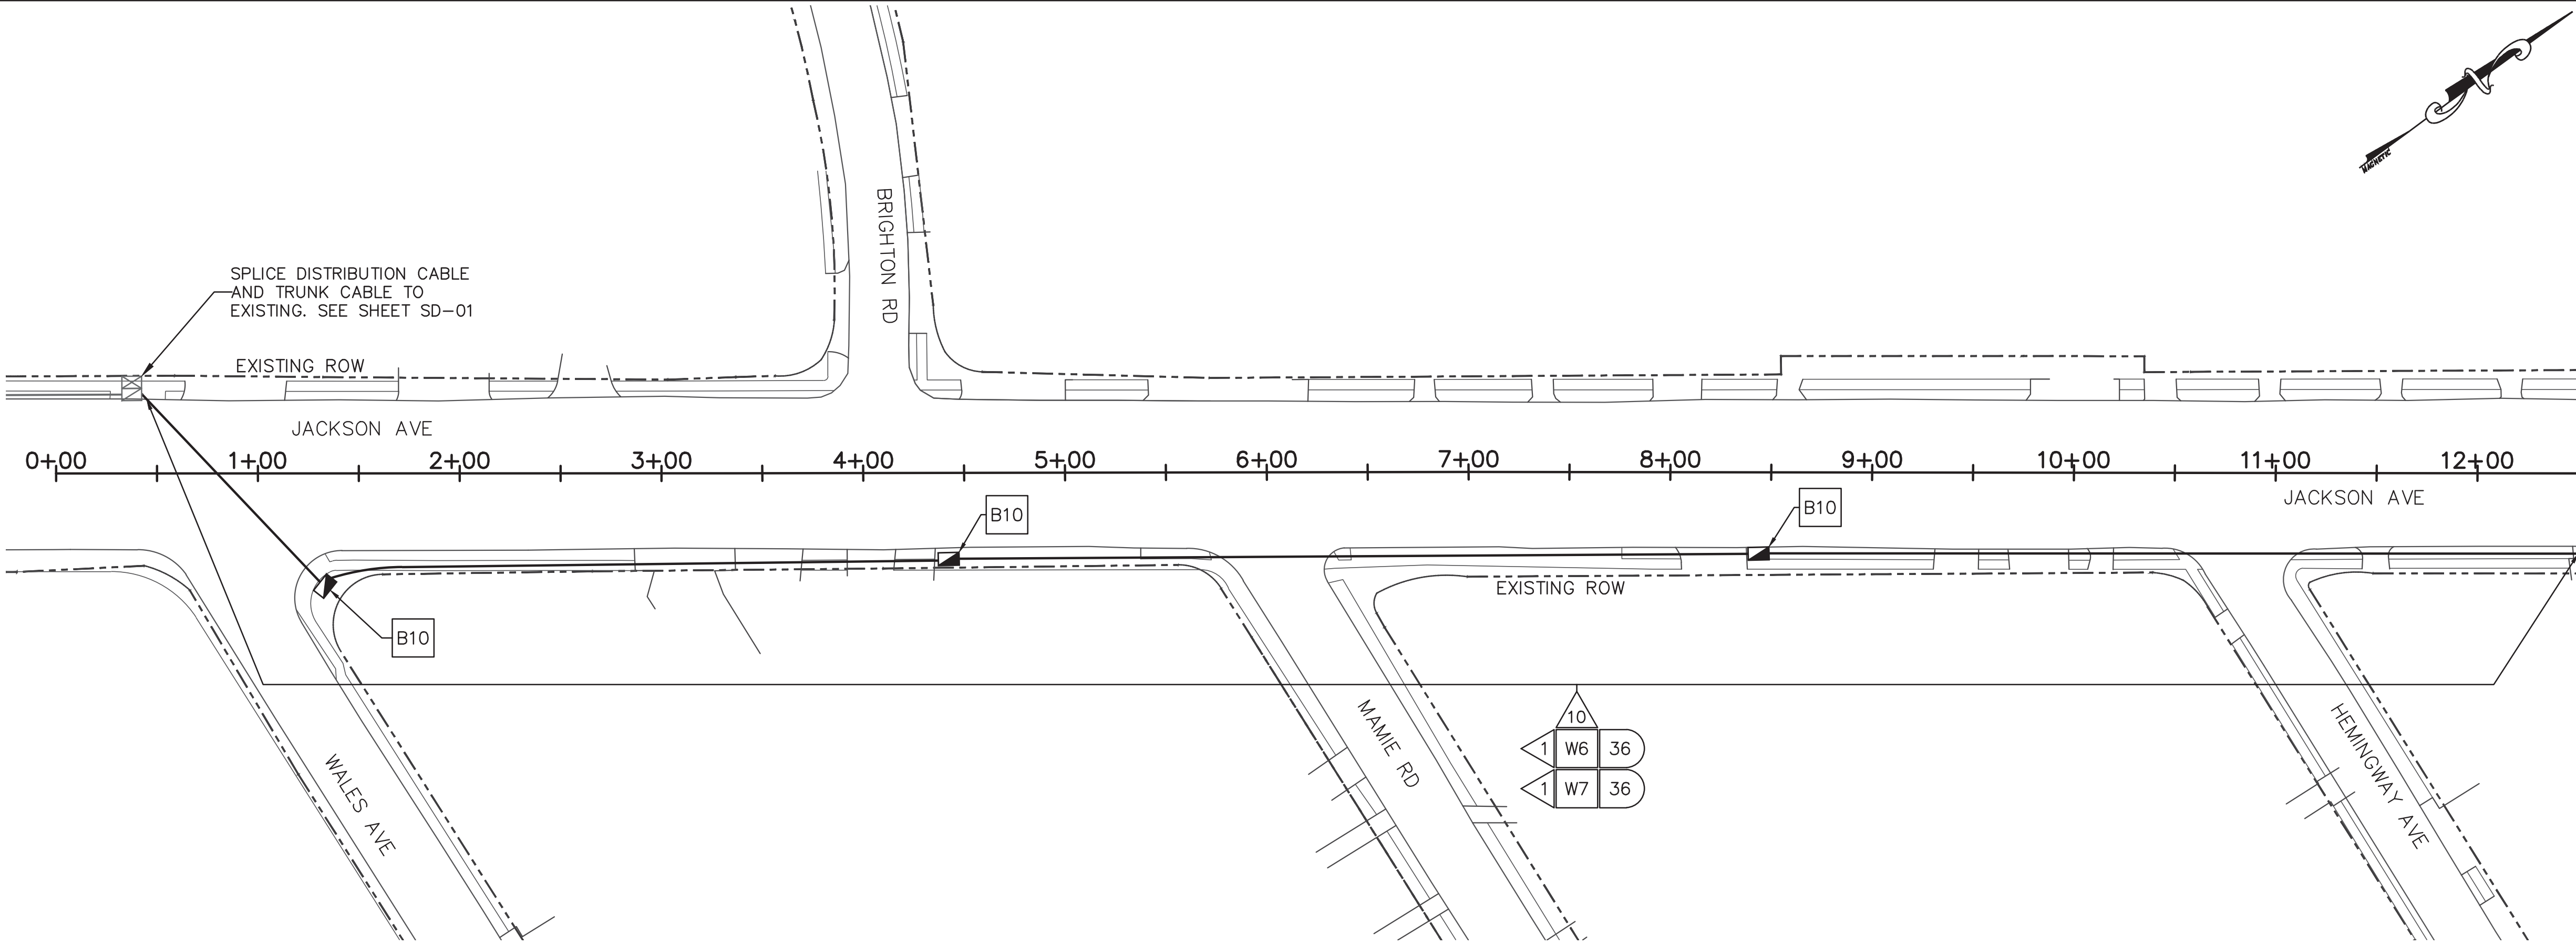 MAGNETIC
BRIGHTON RD
SPLICE DISTRIBUTION CABLE
AND TRUNK CABLE TO
EXISTING. SEE SHEET SD-01
EXISTING ROW
JACKSON AVE
0+00 1+00 2+00 3+00 4+00 5+00 6+00 7+00 8+00 9+00 10+00 11+00 12+00
JACKSON AVE
B10
B10
EXISTING ROW
B10
10
1 W6 36
1 W7 36
WALES AVE
MAMIE RD
HEMINGWAY AVE